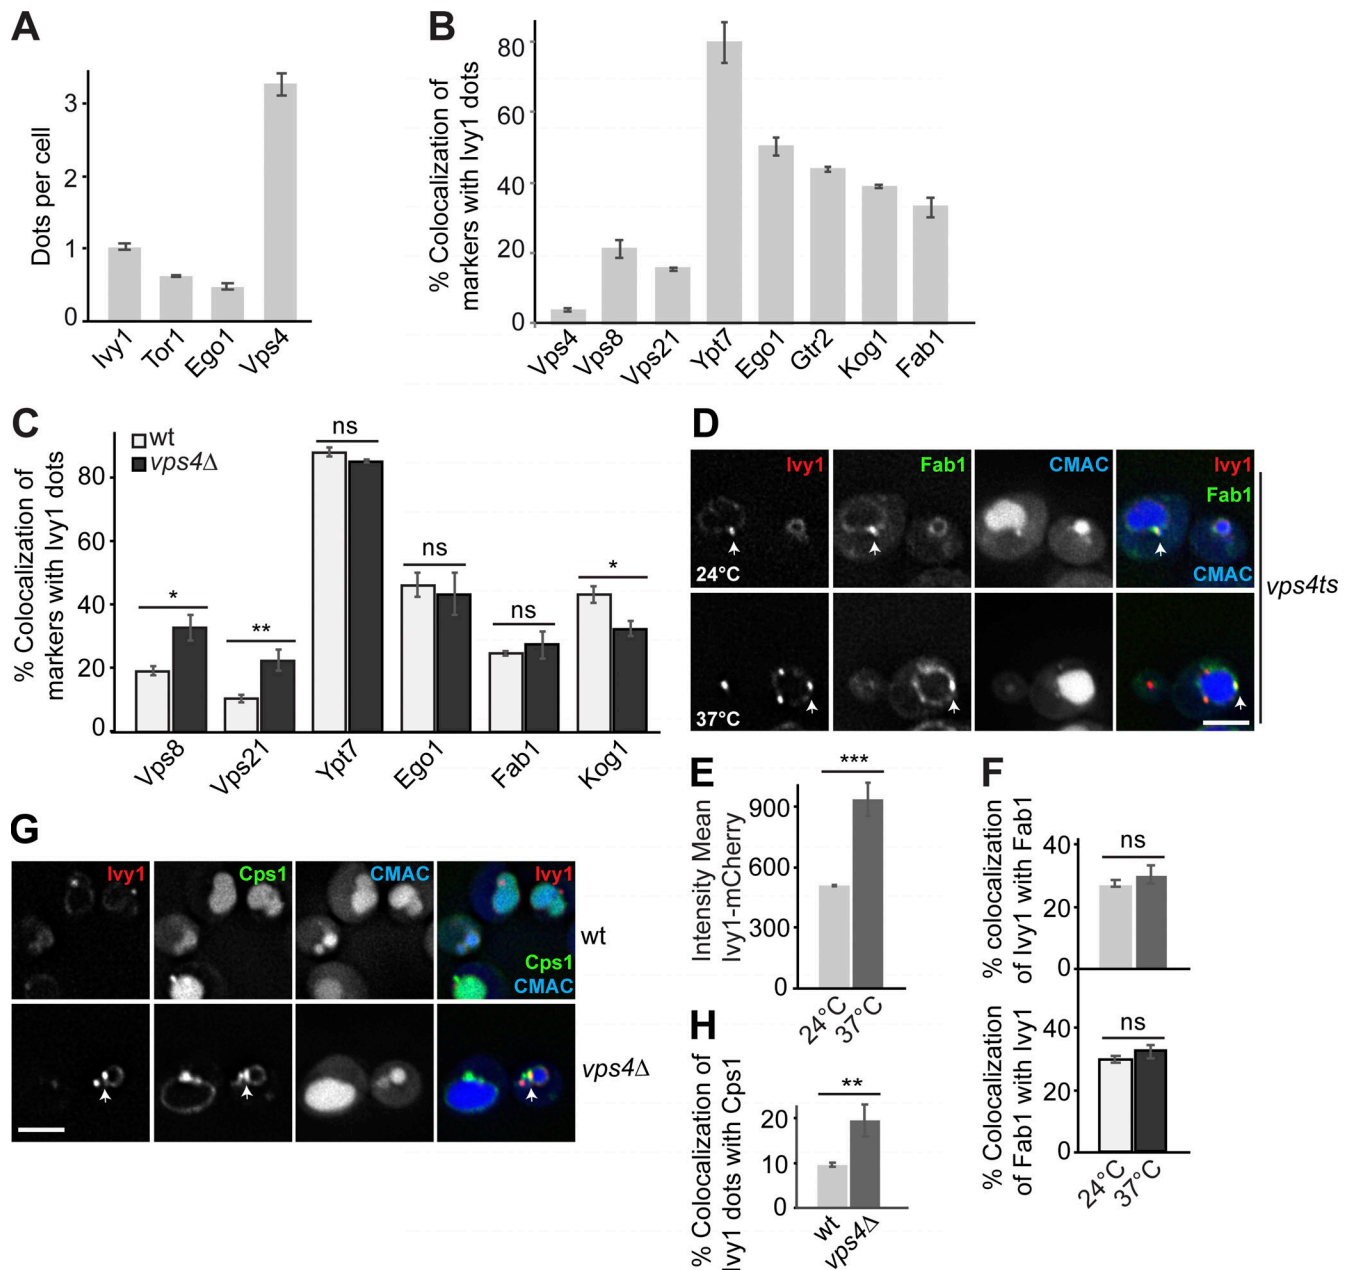 A
Dots per cell
3
2
1
0
Ivy1
Tor1
Ego1
Vps4
B
% Colocalization of
markers with Ivy1 dots
80
60
40
20
0
Vps4
Vps8
Vps21
Ypt7
Ego1
Gtr2
Kog1
Fab1
C
wt
vps4Δ
% Colocalization of
markers with Ivy1 dots
80
60
40
20
0
*
**
ns
ns
ns
*
Vps8
Vps21
Ypt7
Ego1
Fab1
Kog1
D
Ivy1
Fab1
CMAC
Ivy1
Fab1
CMAC
24°C
37°C
vps4ts
E
Intensity Mean
Ivy1-mCherry
900
600
300
0
***
24°C
37°C
F
% colocalization
of Ivy1 with Fab1
40
20
0
ns
% Colocalization
of Fab1 with Ivy1
40
20
0
ns
24°C
37°C
G
Ivy1
Cps1
CMAC
Ivy1
Cps1
CMAC
wt
vps4Δ
H
% Colocalization of
Ivy1 dots with Cps1
20
10
0
**
wt
vps4Δ